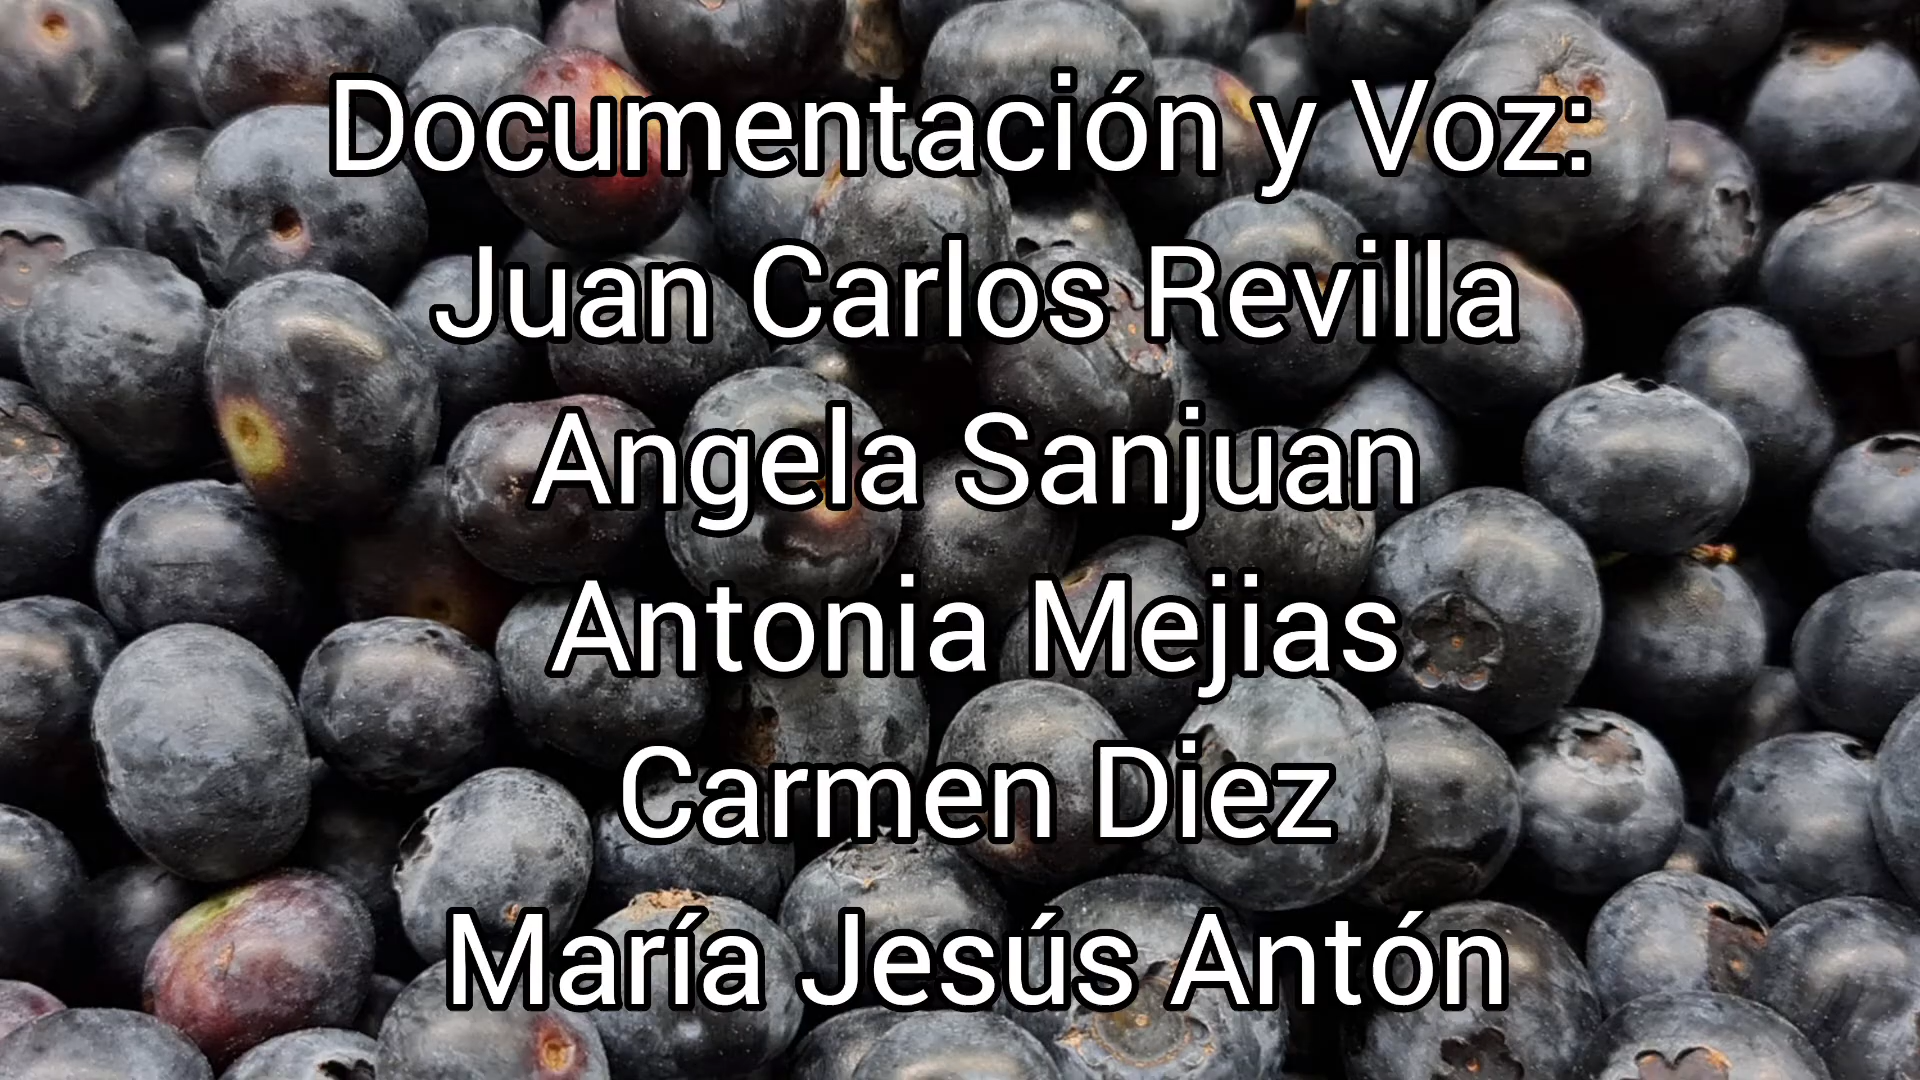 Documentación y Voz:
Juan Carlos Revilla
Angela Sanjuan
Antonia Mejias
Carmen Diez
María Jesús Antón